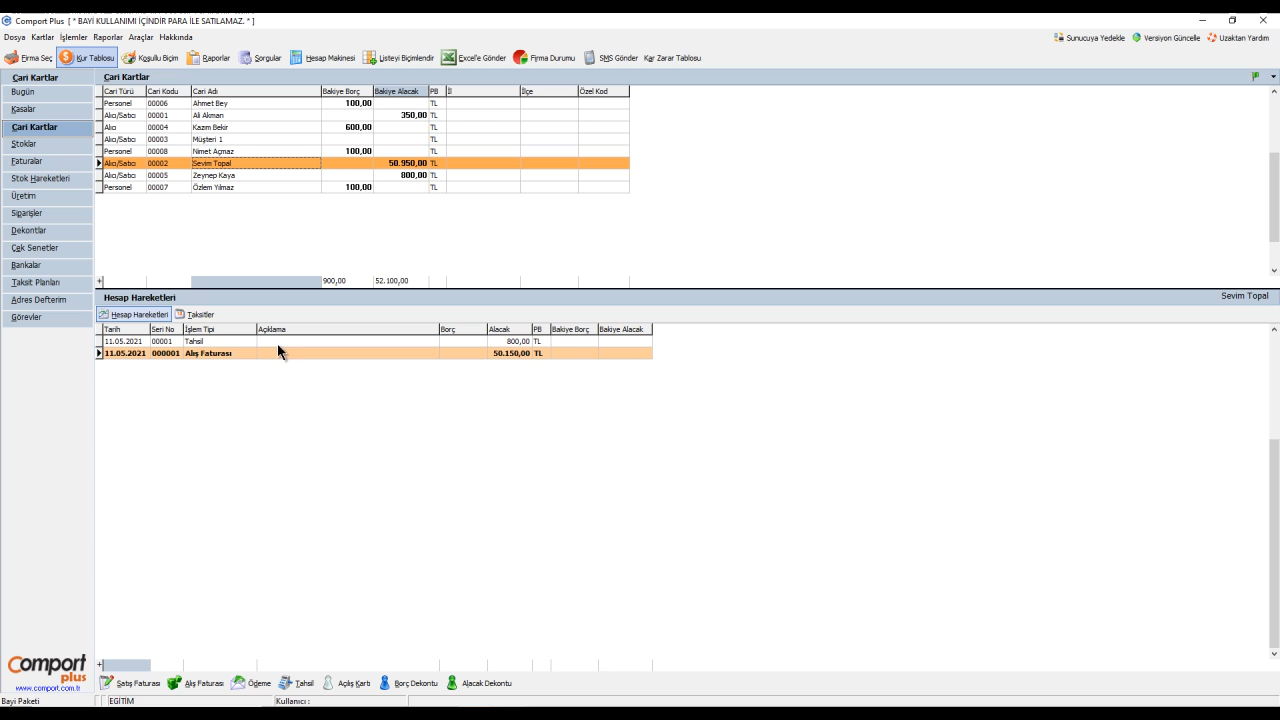 Comport Plus [ * BAYİ KULLANIMI İÇİNDİR PARA İLE SATILAMAZ. * ]
Dosya Kartlar İşlemler Raporlar Araçlar Hakkında
Sunucuya Yedekle Versiyon Güncelle Uzaktan Yardım
Firma Seç Kur Tablosu Koşullu Biçim Raporlar Sorgular Hesap Makinesi Listeyi Biçimlendir Excel'e Gönder Firma Durumu SMS Gönder Kar Zarar Tablosu
Cari Kartlar
Bugün
Kasalar
Cari Kartlar
Stoklar
Faturalar
Stok Hareketleri
Üretim
Siparişler
Dekontlar
Çek Senetler
Bankalar
Taksit Planları
Adres Defterim
Görevler
Cari Kartlar
Cari Türü Cari Kodu Cari Adı Bakiye Borç Bakiye Alacak PB İl İlçe Özel Kod
Personel 00006 Ahmet Bey 100,00 TL
Alıcı/Satıcı 00001 Ali Akman 350,00 TL
Alıcı 00004 Kazım Bekir 600,00 TL
Alıcı/Satıcı 00003 Müşteri 1 TL
Personel 00008 Nimet Açmaz 100,00 TL
Alıcı/Satıcı 00002 Sevim Topal 50.950,00 TL
Alıcı/Satıcı 00005 Zeynep Kaya 800,00 TL
Personel 00007 Özlem Yılmaz 100,00 TL
900,00 52.100,00
Hesap Hareketleri Sevim Topal
Hesap Hareketleri Taksitler
Tarih Seri No İşlem Tipi Açıklama Borç Alacak PB Bakiye Borç Bakiye Alacak
11.05.2021 00001 Tahsil 800,00 TL
11.05.2021 000001 Alış Faturası 50.150,00 TL
Satış Faturası Alış Faturası Ödeme Tahsil Açılış Kartı Borç Dekontu Alacak Dekontu
Comport
plus
www.comport.com.tr
Bayi Paketi EĞİTİM Kullanıcı :